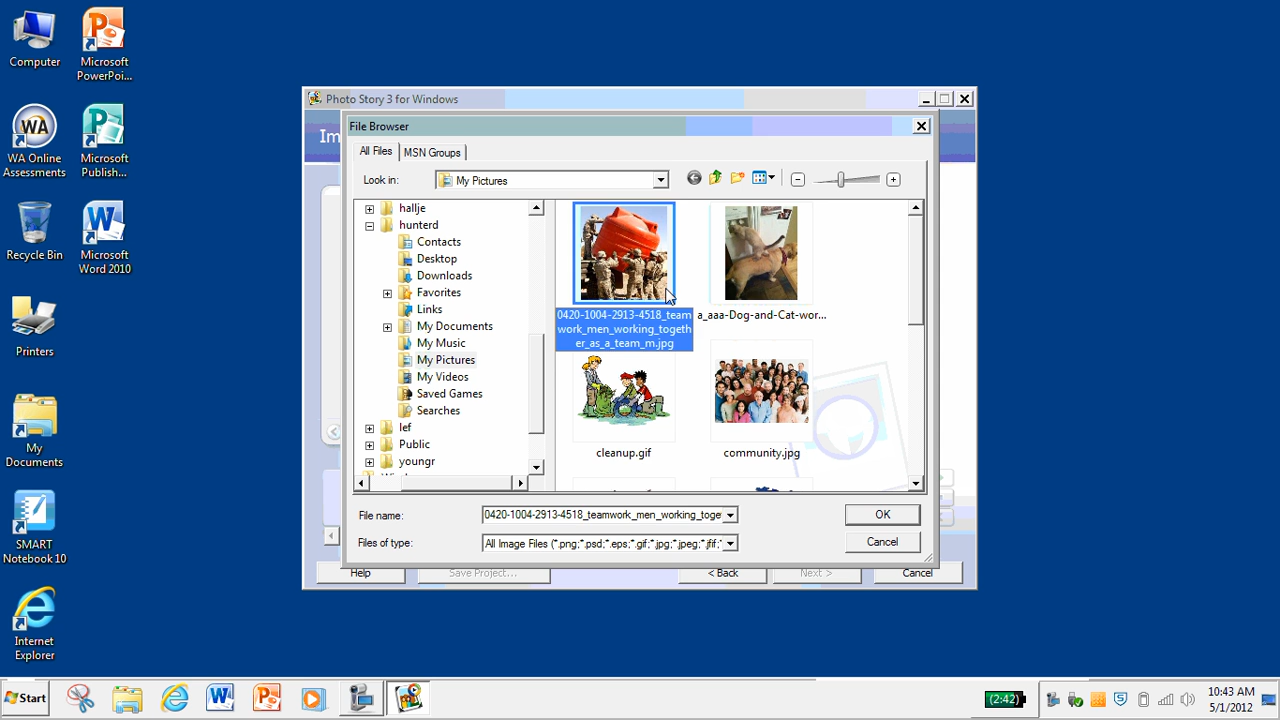 Computer
Microsoft
PowerPoi...
WA
WA Online
Assessments
Microsoft
Publish...
Recycle Bin
Microsoft
Word 2010
Printers
My
Documents
SMART
Notebook 10
Internet
Explorer
Photo Story 3 for Windows
Im
File Browser
All Files
MSN Groups
Look in:
My Pictures
hallje
hunterd
Contacts
Desktop
Downloads
Favorites
Links
My Documents
My Music
My Pictures
My Videos
Saved Games
Searches
lef
Public
youngr
0420-1004-2913-4518_team
work_men_working_togeth
er_as_a_team_m.jpg
a_aaa-Dog-and-Cat-wor...
cleanup.gif
community.jpg
File name:
0420-1004-2913-4518_teamwork_men_working_toge
OK
Files of type:
All Image Files (*.png;*.psd;*.eps;*.gif;*.jpg;*.jpeg;*.jfif;*
Cancel
Help
Save Project...
< Back
Next >
Cancel
Start
(2:42)
10:43 AM
5/1/2012